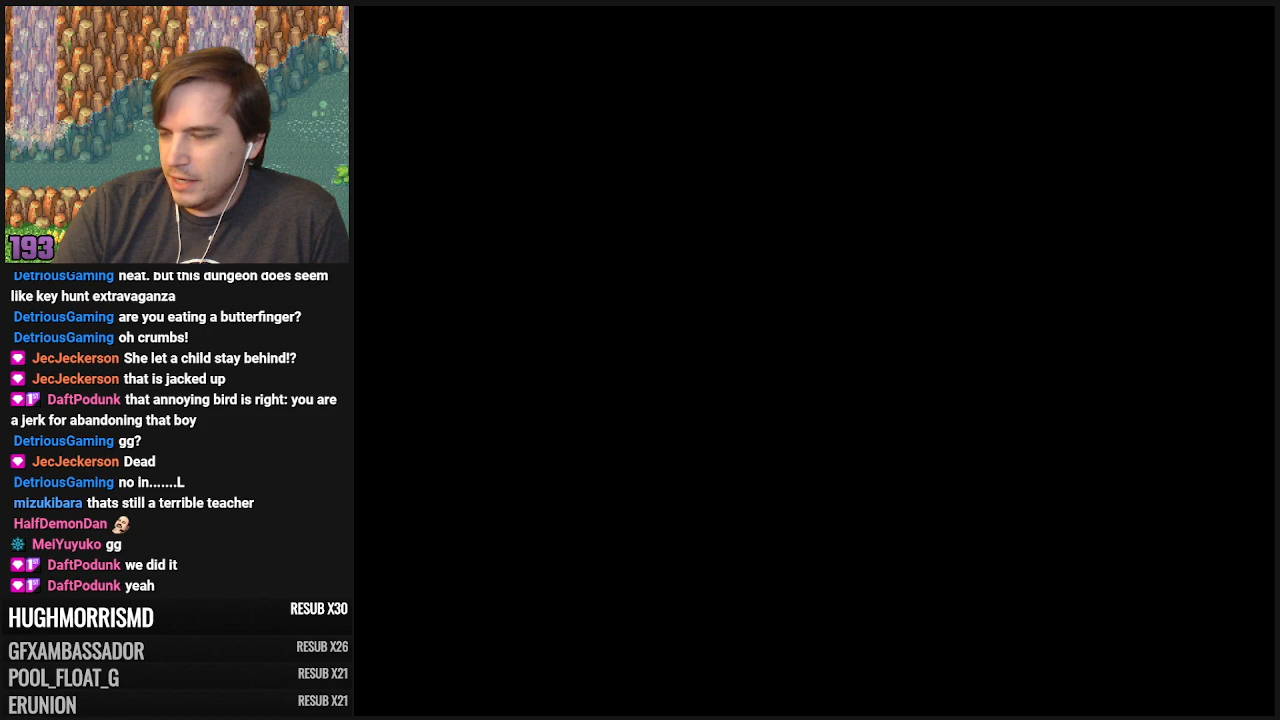 193
DetriousGaming neat. but this dungeon does seem
like key hunt extravaganza
DetriousGaming are you eating a butterfinger?
DetriousGaming oh crumbs!
JecJeckerson She let a child stay behind!?
JecJeckerson that is jacked up
1ST DaftPodunk that annoying bird is right: you are
a jerk for abandoning that boy
DetriousGaming gg?
JecJeckerson Dead
DetriousGaming no in.......L
mizukibara thats still a terrible teacher
HalfDemonDan
MeiYuyuko gg
1ST DaftPodunk we did it
1ST DaftPodunk yeah
HUGHMORRISMD RESUB X30
GFXAMBASSADOR RESUB X26
POOL_FLOAT_G RESUB X21
ERUNION RESUB X21